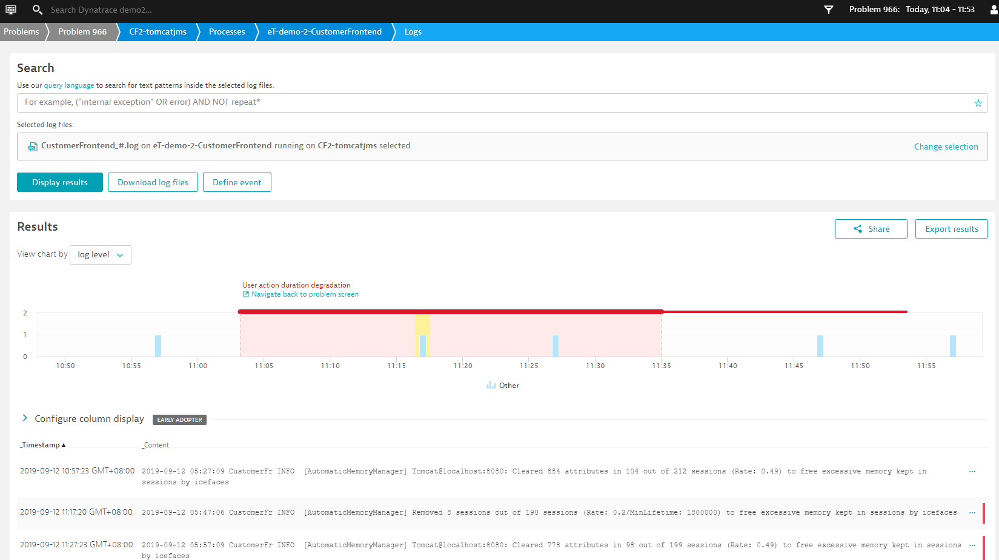 Search Dynatrace demo2...
Problem 966: Today, 11:04 - 11:53
Problems
Problem 966
CF2-tomcatjms
Processes
eT-demo-2-CustomerFrontend
Logs
Search
Use our query language to search for text patterns inside the selected log files.
For example, ("internal exception" OR error) AND NOT repeat*
Selected log files:
CustomerFrontend_#.log on eT-demo-2-CustomerFrontend running on CF2-tomcatjms selected
Change selection
Display results
Download log files
Define event
Results
Share
Export results
View chart by
log level
User action duration degradation
Navigate back to problem screen
2
1
0
10:50
10:55
11:00
11:05
11:10
11:15
11:20
11:25
11:30
11:35
11:40
11:45
11:50
11:55
Other
Configure column display
EARLY ADOPTER
_Timestamp ▲
_Content
2019-09-12 10:57:23 GMT+08:00
2019-09-12 05:27:09 CustomerFr INFO [AutomaticMemoryManager] Tomcat@localhost:8080: Cleared 884 attributes in 104 out of 212 sessions (Rate: 0.49) to free excessive memory kept in
sessions by icefaces
...
2019-09-12 11:17:20 GMT+08:00
2019-09-12 05:47:06 CustomerFr INFO [AutomaticMemoryManager] Removed 8 sessions out of 190 sessions (Rate: 0.2/MinLifetime: 1800000) to free excessive memory kept in sessions by icefaces
...
2019-09-12 11:27:23 GMT+08:00
2019-09-12 05:57:09 CustomerFr INFO [AutomaticMemoryManager] Tomcat@localhost:8080: Cleared 778 attributes in 98 out of 199 sessions (Rate: 0.49) to free excessive memory kept in sessions
by icefaces
...